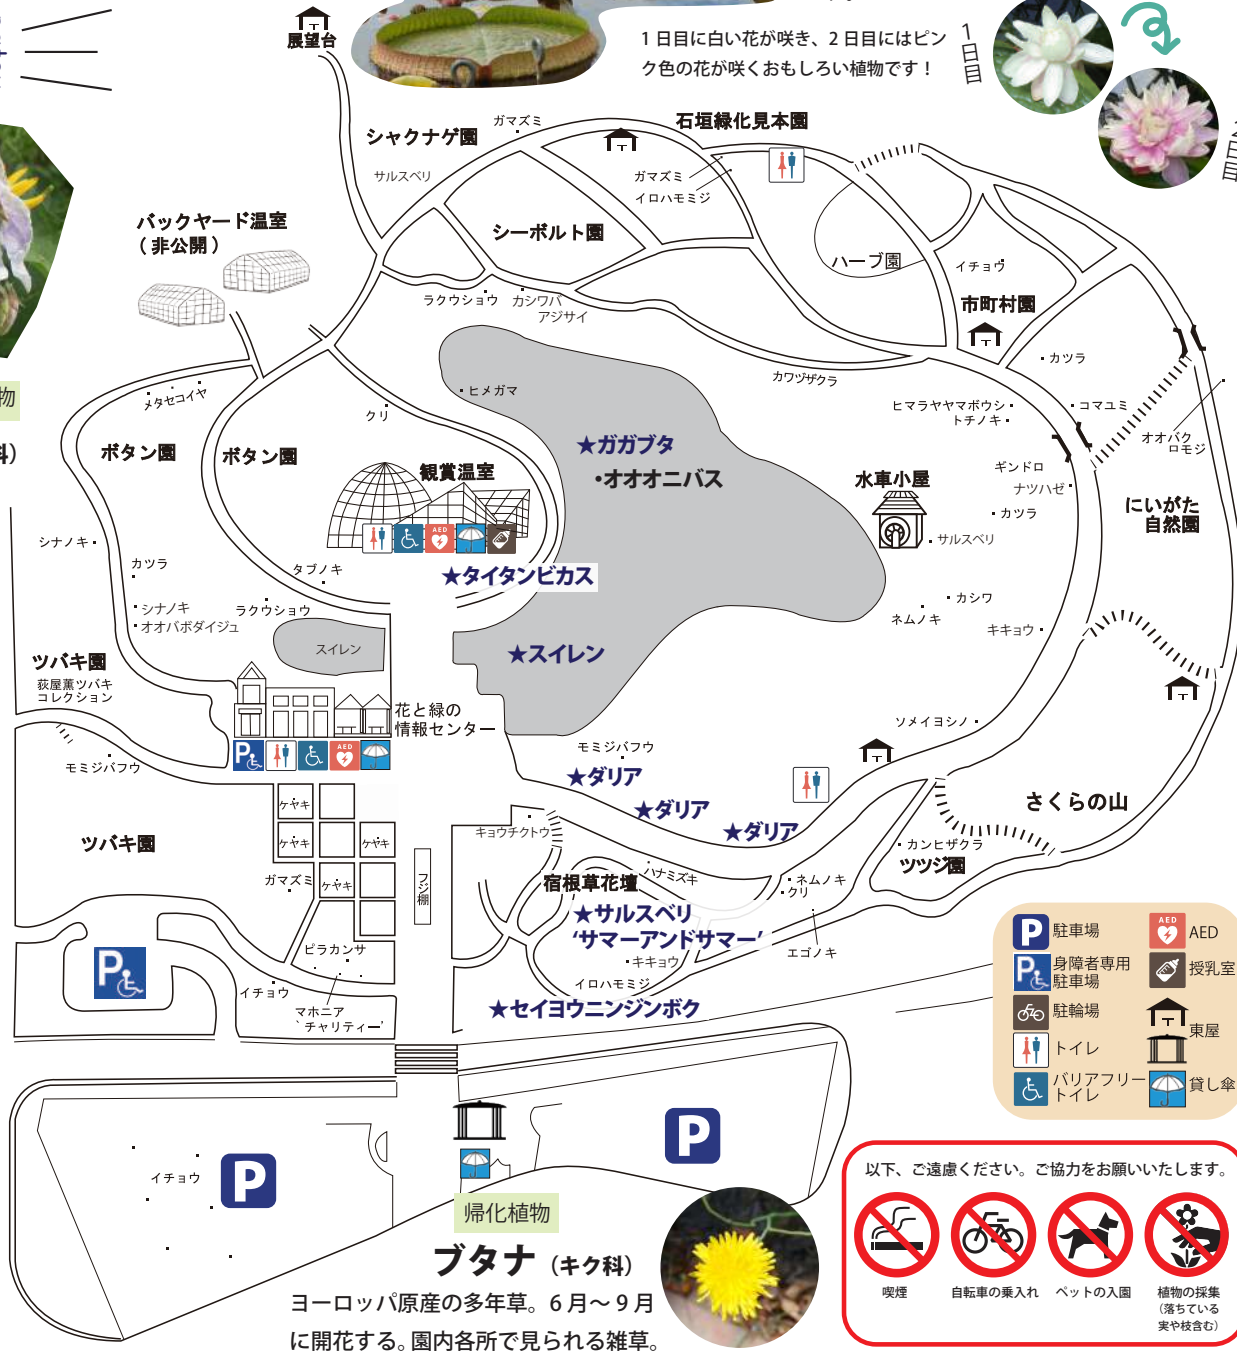 展望台
1日目に白い花が咲き、2日目にはピン
ク色の花が咲くおもしろい植物です！
1日目
2日目
物
科)
シャクナゲ園
ガマズミ
サルスベリ
石垣緑化見本園
ガマズミ
イロハモミジ
バックヤード温室
(非公開)
シーボルト園
ハーブ園
イチョウ
市町村園
ラクウショウ
カシワバ
アジサイ
カツラ
カワヅザクラ
メタセコイヤ
クリ
ヒメガマ
ヒマラヤヤマボウシ
トチノキ
コマユミ
オオバク
ロモジ
ボタン園
ボタン園
観賞温室
★ガガブタ
・オオオニバス
水車小屋
ギンドロ
ナツハゼ
カツラ
サルスベリ
にいがた
自然園
AED
シナノキ
カツラ
タブノキ
★タイタンビカス
シナノキ
オオバボダイジュ
ラクウショウ
スイレン
カシワ
ネムノキ
キキョウ
★スイレン
ツバキ園
荻屋薫ツバキ
コレクション
花と緑の
情報センター
P
AED
モミジバフウ
モミジバフウ
ソメイヨシノ
★ダリア
★ダリア
★ダリア
さくらの山
ケヤキ
ケヤキ
ケヤキ
ケヤキ
キョウチクトウ
ツバキ園
ガマズミ
フジ棚
宿根草花壇
ハナミズキ
ネムノキ
クリ
カンヒザクラ
ツツジ園
★サルスベリ
'サマーアンドサマー'
キキョウ
エゴノキ
P
ピラカンサ
イチョウ
マホニア
‘チャリティー’
イロハモミジ
★セイヨウニンジンボク
P 駐車場
AED AED
P 身障者専用
駐車場
授乳室
駐輪場
東屋
トイレ
バリアフリー
トイレ
貸し傘
P
イチョウ
P
以下、ご遠慮ください。ご協力をお願いいたします。
喫煙
自転車の乗入れ
ペットの入園
植物の採集
(落ちている
実や枝含む)
帰化植物
ブタナ (キク科)
ヨーロッパ原産の多年草。6月～9月
に開花する。園内各所で見られる雑草。